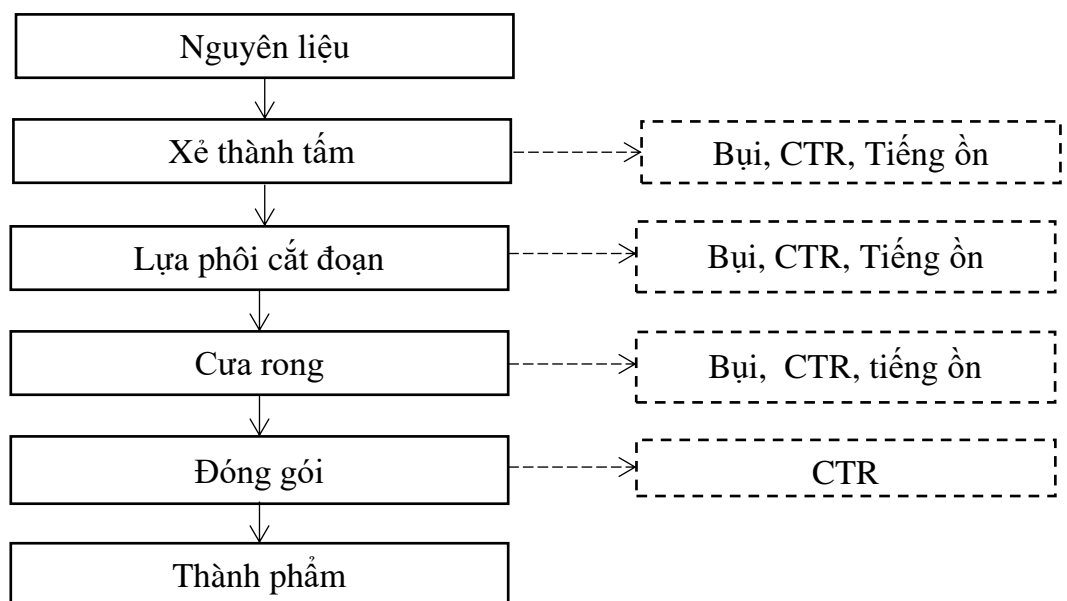 Nguyên liệu
Xẻ thành tấm
Bụi, CTR, Tiếng ồn
Lựa phôi cắt đoạn
Bụi, CTR, Tiếng ồn
Cưa rong
Bụi, CTR, tiếng ồn
Đóng gói
CTR
Thành phẩm